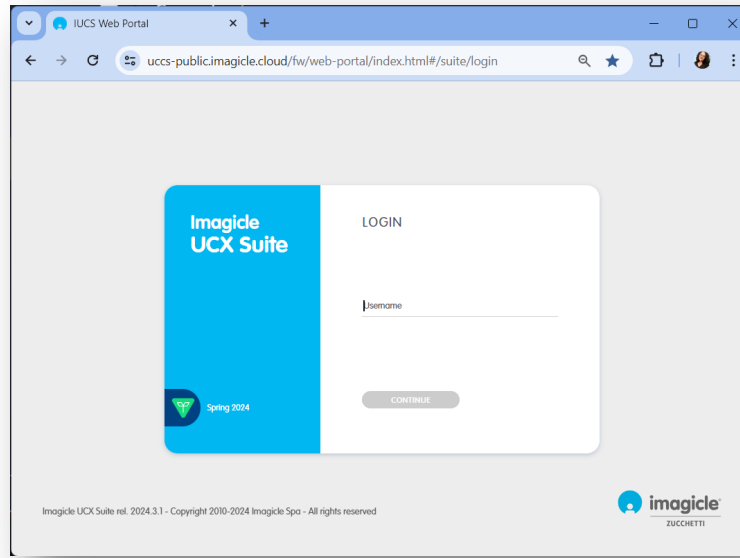 IUCS Web Portal
uccs-public.imagicle.cloud/fw/web-portal/index.html#/suite/login
Imagicle
UCX Suite
Spring 2024
LOGIN
Username
CONTINUE
Imagicle UCX Suite rel. 2024.3.1 - Copyright 2010-2024 Imagicle Spa - All rights reserved
imagicle
ZUCCHETTI